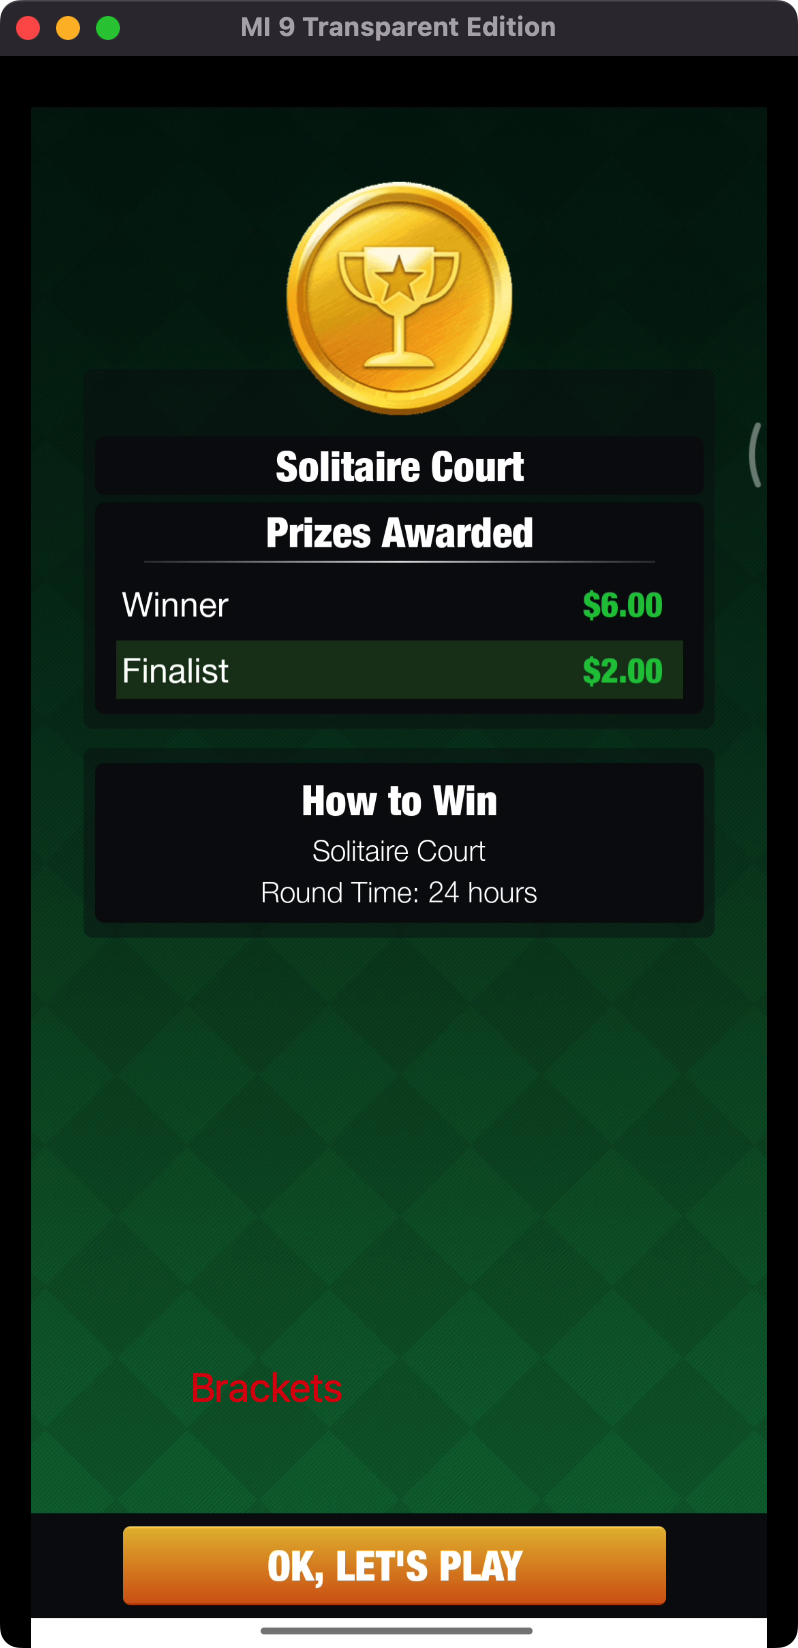 MI 9 Transparent Edition
Solitaire Court
Prizes Awarded
Winner $6.00
Finalist $2.00
How to Win
Solitaire Court
Round Time: 24 hours
Brackets
OK, LET'S PLAY